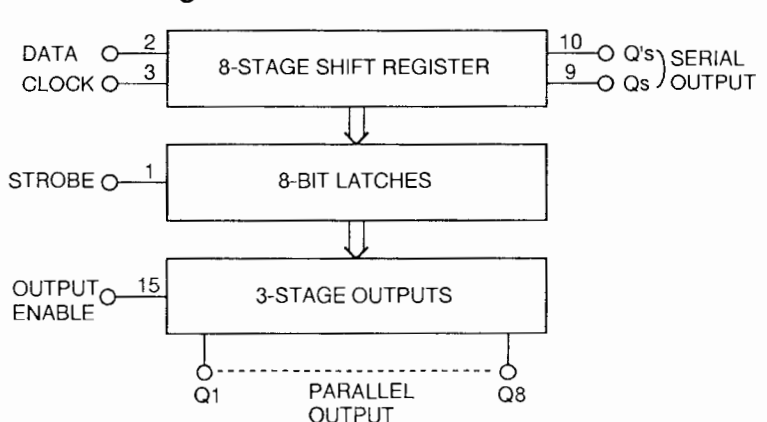 DATA 2 8-STAGE SHIFT REGISTER 10 Q's SERIAL
CLOCK 3 9 Qs OUTPUT
STROBE 1 8-BIT LATCHES
OUTPUT 15 3-STAGE OUTPUTS
ENABLE
Q1 PARALLEL Q8
OUTPUT